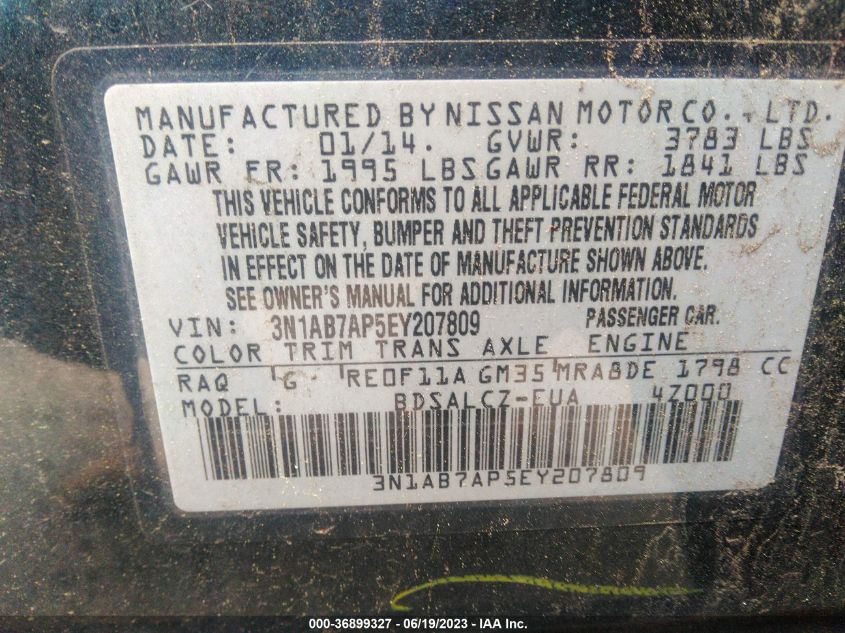 MANUFACTURED BY NISSAN MOTOR CO., LTD.
DATE: 01/14. GVWR: 3783 LBS
GAWR FR: 1995 LBS GAWR RR: 1841 LBS
THIS VEHICLE CONFORMS TO ALL APPLICABLE FEDERAL MOTOR
VEHICLE SAFETY, BUMPER AND THEFT PREVENTION STANDARDS
IN EFFECT ON THE DATE OF MANUFACTURE SHOWN ABOVE.
SEE OWNER'S MANUAL FOR ADDITIONAL INFORMATION.
VIN: 3N1AB7AP5EY207809 PASSENGER CAR.
COLOR TRIM TRANS AXLE ENGINE
RAQ G RE0F11A GM35 MRA8DE 1798 CC
MODEL: BDSALCZ-EUA 4Z000
3N1AB7AP5EY207809
000-36899327 - 06/19/2023 - IAA Inc.